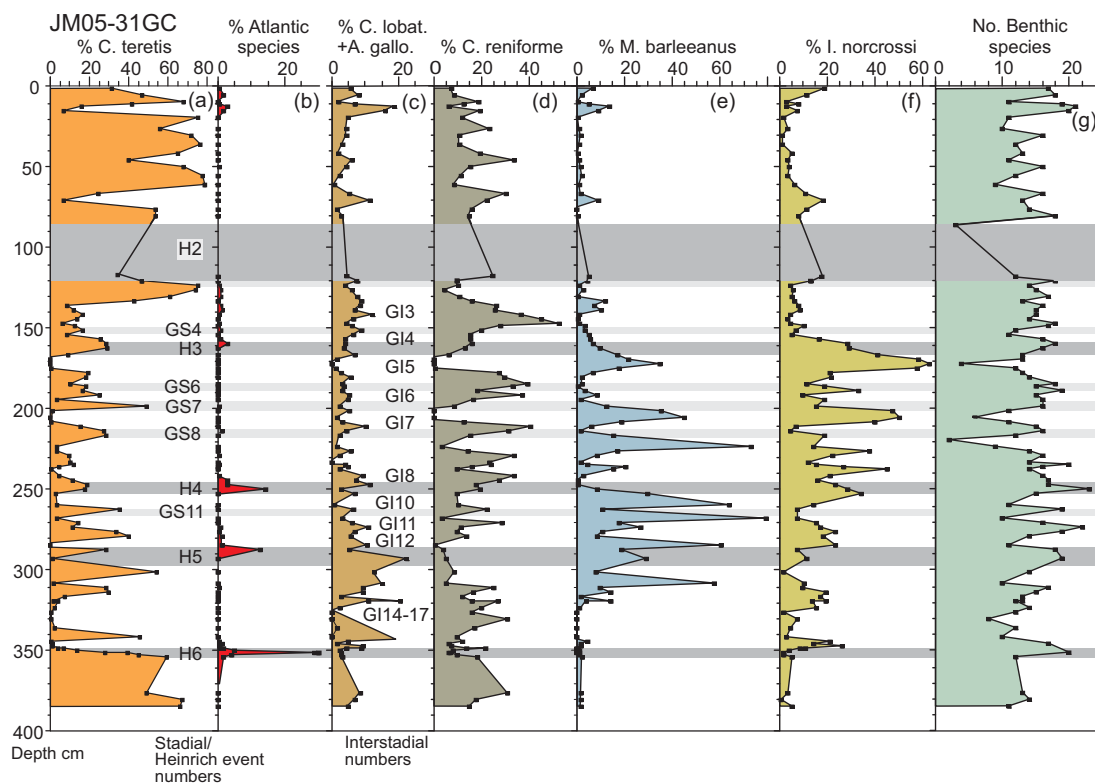 JM05-31GC
% C. teretis
% Atlantic species
% C. lobat. +A. gallo.
% C. reniforme
% M. barleeanus
% I. norcrossi
No. Benthic species
0 20 40 60 80
0 20
0 20
0 20 40 60
0 20 40 60
0 20 40 60
0 10 20
(a) (b) (c) (d) (e) (f) (g)
0
50
100
150
200
250
300
350
400
H2
GS4
H3
GS6
GS7
GS8
H4
GS11
H5
H6
GI3
GI4
GI5
GI6
GI7
GI8
GI10
GI11
GI12
GI14-17
Depth cm
Stadial/
Heinrich event
numbers
Interstadial
numbers